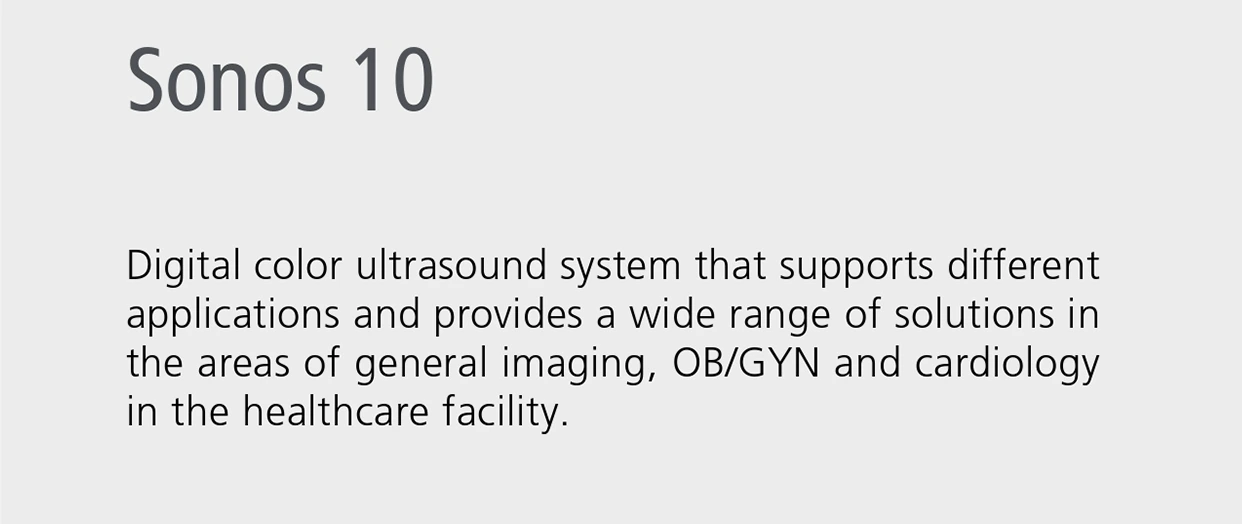 Sonos 10
Digital color ultrasound system that supports different
applications and provides a wide range of solutions in
the areas of general imaging, OB/GYN and cardiology
in the healthcare facility.